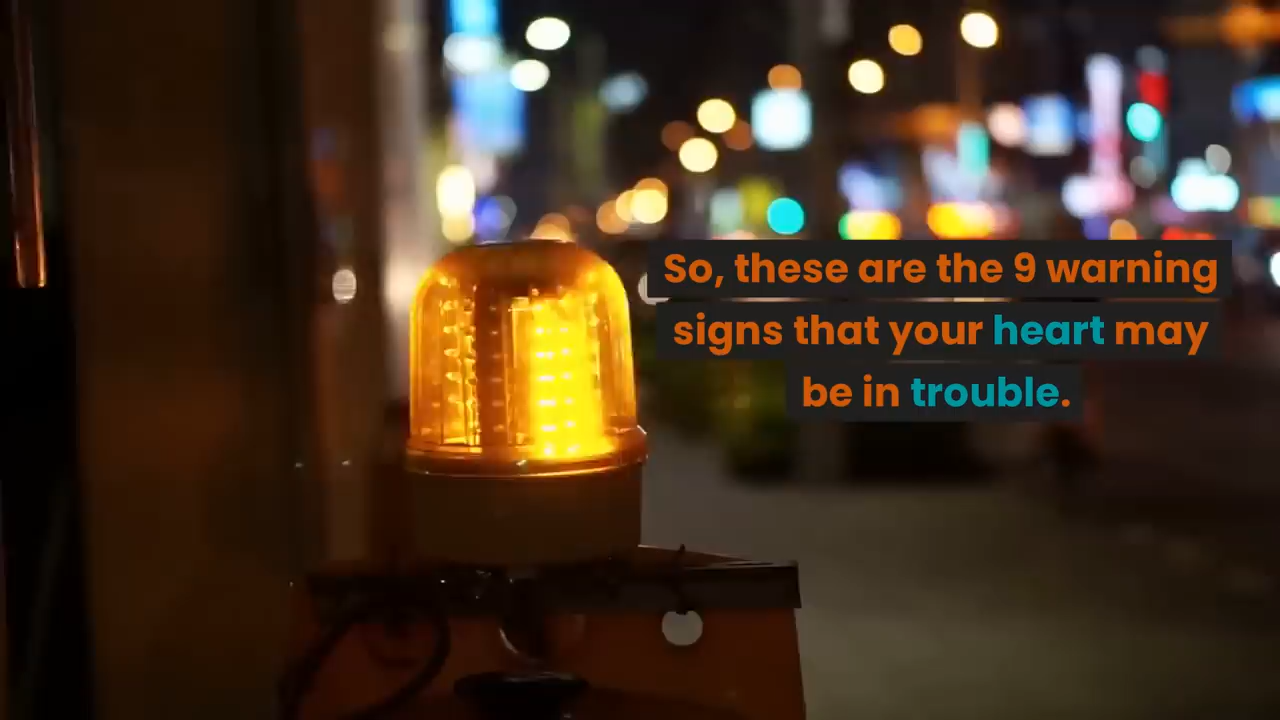 So, these are the 9 warning
signs that your heart may
be in trouble.